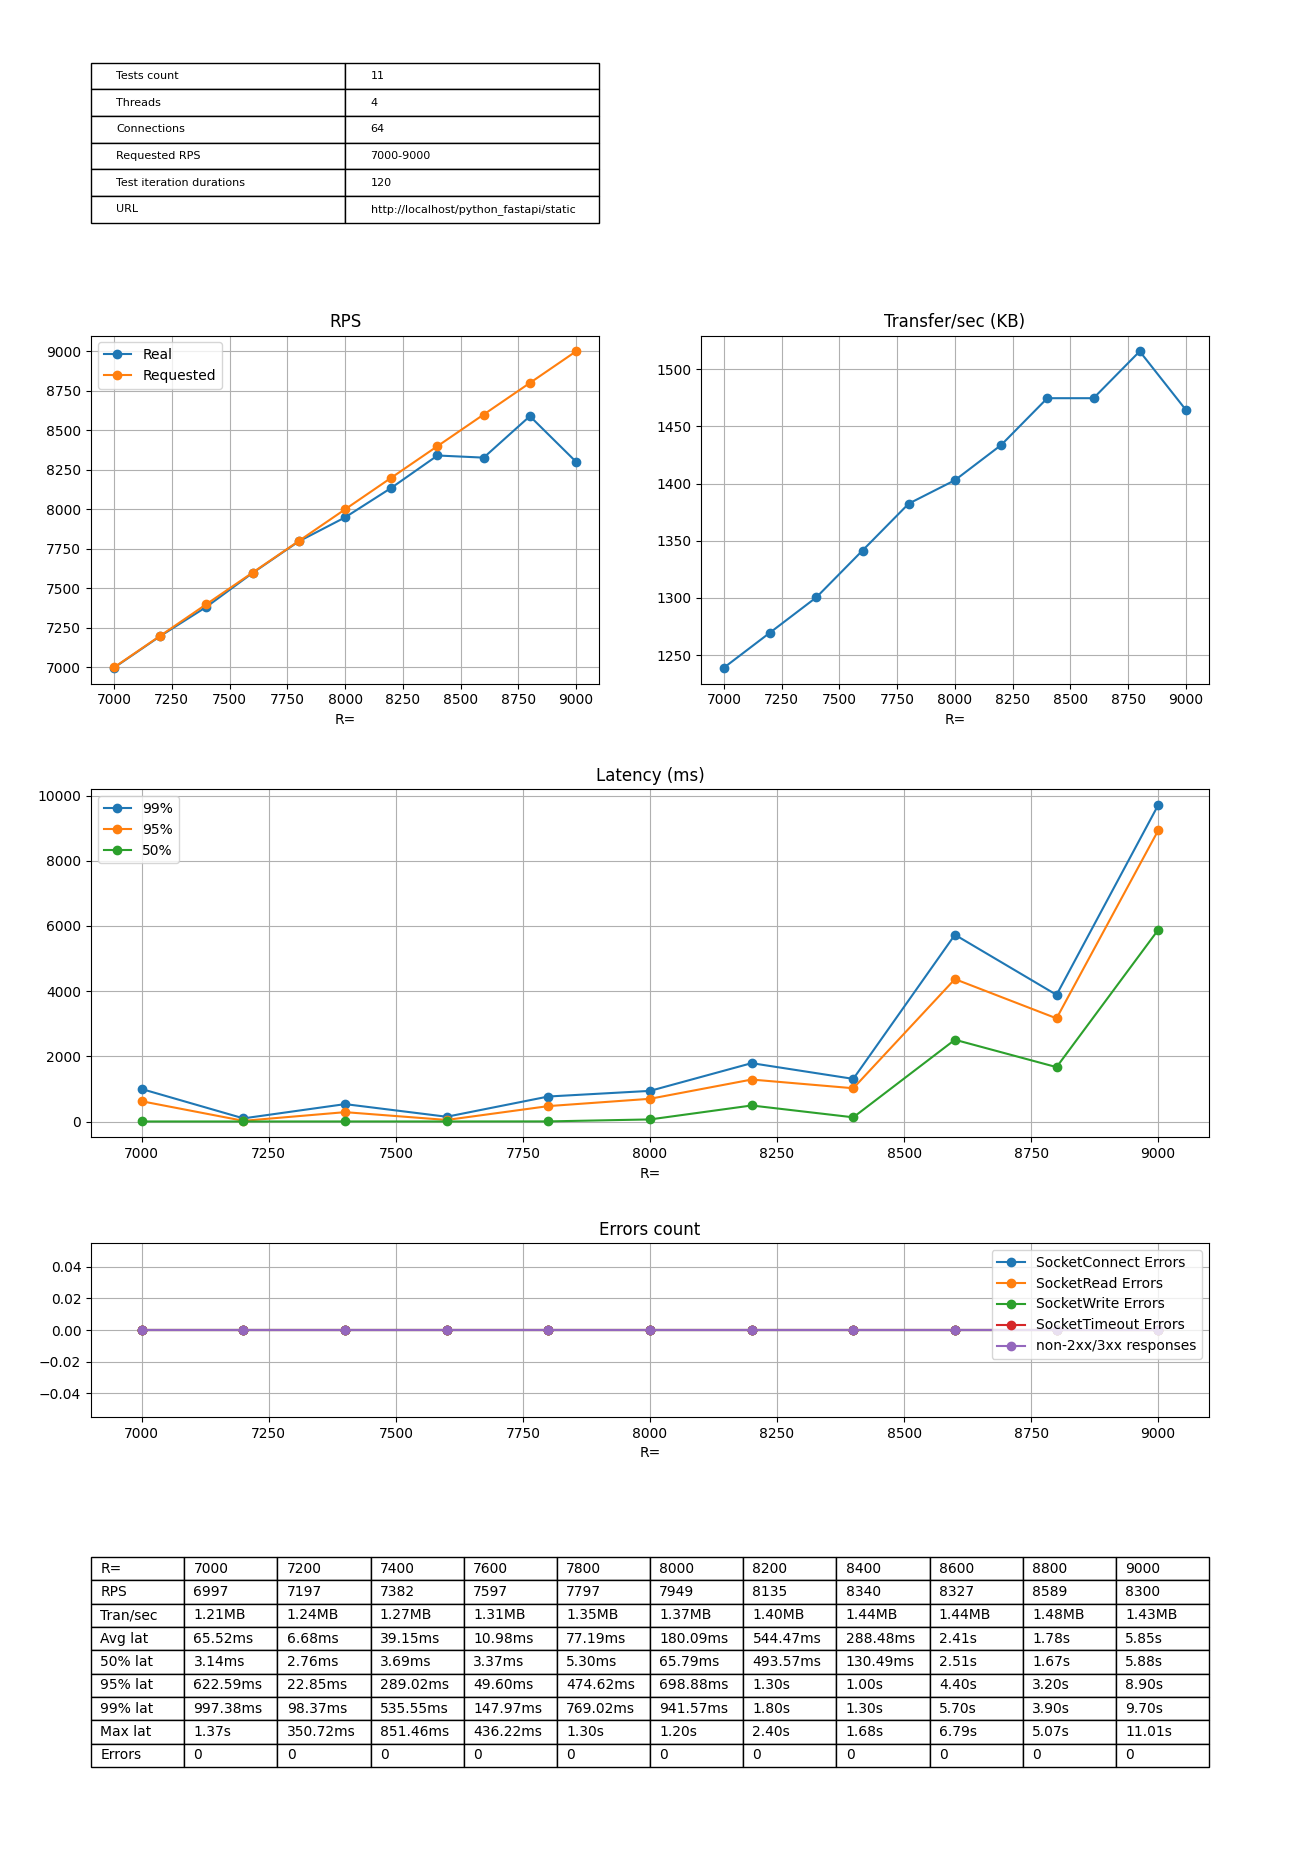 Tests count 11
Threads 4
Connections 64
Requested RPS 7000-9000
Test iteration durations 120
URL http://localhost/python_fastapi/static
RPS
Real
Requested
9000
8750
8500
8250
8000
7750
7500
7250
7000
7000 7250 7500 7750 8000 8250 8500 8750 9000
R=
Transfer/sec (KB)
1500
1450
1400
1350
1300
1250
7000 7250 7500 7750 8000 8250 8500 8750 9000
R=
Latency (ms)
99%
95%
50%
10000
8000
6000
4000
2000
0
7000 7250 7500 7750 8000 8250 8500 8750 9000
R=
Errors count
SocketConnect Errors
SocketRead Errors
SocketWrite Errors
SocketTimeout Errors
non-2xx/3xx responses
0.04
0.02
0.00
−0.02
−0.04
7000 7250 7500 7750 8000 8250 8500 8750 9000
R=
R= 7000 7200 7400 7600 7800 8000 8200 8400 8600 8800 9000
RPS 6997 7197 7382 7597 7797 7949 8135 8340 8327 8589 8300
Tran/sec 1.21MB 1.24MB 1.27MB 1.31MB 1.35MB 1.37MB 1.40MB 1.44MB 1.44MB 1.48MB 1.43MB
Avg lat 65.52ms 6.68ms 39.15ms 10.98ms 77.19ms 180.09ms 544.47ms 288.48ms 2.41s 1.78s 5.85s
50% lat 3.14ms 2.76ms 3.69ms 3.37ms 5.30ms 65.79ms 493.57ms 130.49ms 2.51s 1.67s 5.88s
95% lat 622.59ms 22.85ms 289.02ms 49.60ms 474.62ms 698.88ms 1.30s 1.00s 4.40s 3.20s 8.90s
99% lat 997.38ms 98.37ms 535.55ms 147.97ms 769.02ms 941.57ms 1.80s 1.30s 5.70s 3.90s 9.70s
Max lat 1.37s 350.72ms 851.46ms 436.22ms 1.30s 1.20s 2.40s 1.68s 6.79s 5.07s 11.01s
Errors 0 0 0 0 0 0 0 0 0 0 0